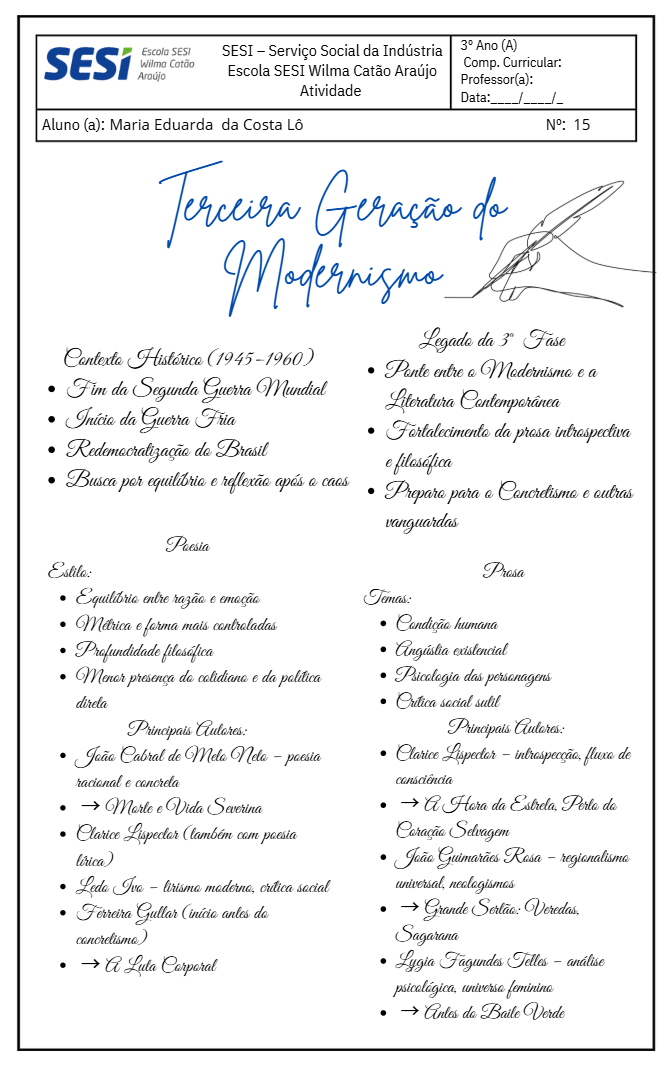 SESI
Escola SESI
Wilma Catão
Araújo
SESI – Serviço Social da Indústria
Escola SESI Wilma Catão Araújo
Atividade
3º Ano (A)
Comp. Curricular:
Professor(a):
Data:____/____/_
Aluno (a): Maria Eduarda da Costa Lô
Nº: 15
Terceira Geração do
Modernismo
Contexto Histórico (1945–1960)
• Fim da Segunda Guerra Mundial
• Início da Guerra Fria
• Redemocratização do Brasil
• Busca por equilíbrio e reflexão após o caos
Legado da 3ª Fase
• Ponte entre o Modernismo e a
Literatura Contemporânea
• Fortalecimento da prosa introspectiva
e filosófica
• Preparo para o Concretismo e outras
vanguardas
Poesia
Estilo:
• Equilíbrio entre razão e emoção
• Métrica e forma mais controladas
• Profundidade filosófica
• Menor presença do cotidiano e da política
direta
Principais Autores:
• João Cabral de Melo Neto – poesia
racional e concreta
• → Morte e Vida Severina
• Clarice Lispector (também com poesia
lírica)
• Ledo Ivo – lirismo moderno, crítica social
• Ferreira Gullar (início antes do
concretismo)
• → A Luta Corporal
Prosa
Temas:
• Condição humana
• Angústia existencial
• Psicologia das personagens
• Crítica social sutil
Principais Autores:
• Clarice Lispector – introspecção, fluxo de
consciência
• → A Hora da Estrela, Perto do
Coração Selvagem
• João Guimarães Rosa – regionalismo
universal, neologismos
• → Grande Sertão: Veredas,
Sagarana
• Lygia Fagundes Telles – análise
psicológica, universo feminino
• → Antes do Baile Verde